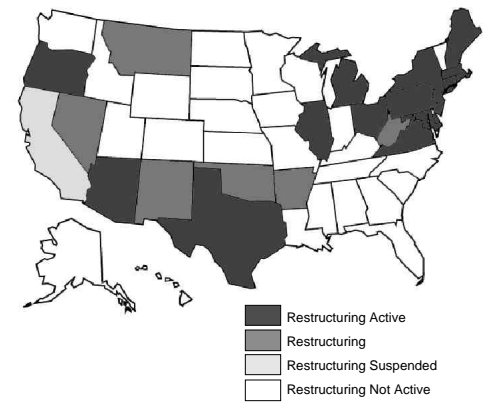 Restructuring Active
Restructuring
Restructuring Suspended
Restructuring Not Active